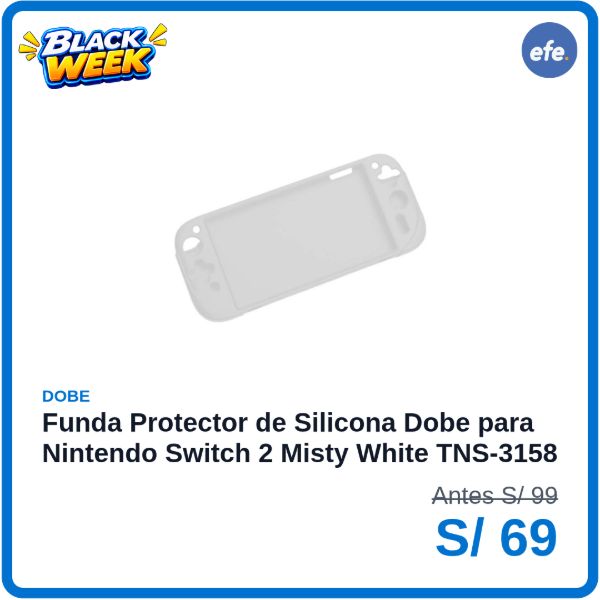 BLACK
WEEK
efe.
DOBE
Funda Protector de Silicona Dobe para
Nintendo Switch 2 Misty White TNS-3158
Antes S/ 99
S/ 69